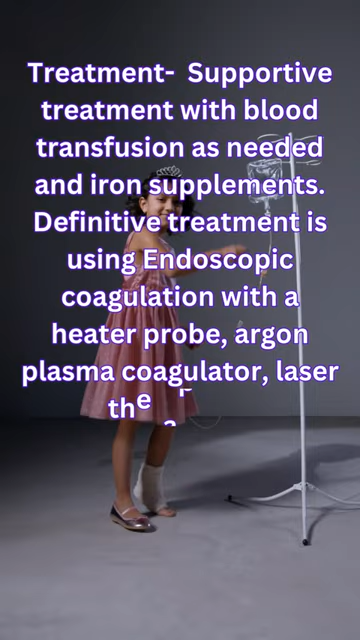 Treatment-  Supportive
treatment with blood
transfusion as needed
and iron supplements.
Definitive treatment is
using Endoscopic
coagulation with a
heater probe, argon
plasma coagulator, laser
the